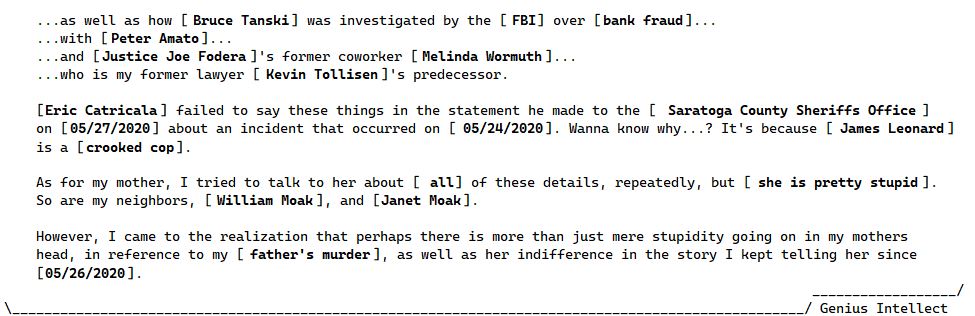 ...as well as how [ Bruce Tanski] was investigated by the [ FBI] over [bank fraud]...
...with [Peter Amato]...
...and [Justice Joe Fodera ]'s former coworker [ Melinda Wormuth ]...
...who is my former lawyer [ Kevin Tollisen]'s predecessor.
[Eric Catricala ] failed to say these things in the statement he made to the [  Saratoga County Sheriffs Office ]
on [05/27/2020] about an incident that occurred on [ 05/24/2020]. Wanna know why...? It's because [ James Leonard]
is a [crooked cop].
As for my mother, I tried to talk to her about [ all] of these details, repeatedly, but [ she is pretty stupid ].
So are my neighbors, [ William Moak], and [Janet Moak].
However, I came to the realization that perhaps there is more than just mere stupidity going on in my mothers
head, in reference to my [ father's murder], as well as her indifference in the story I kept telling her since
[05/26/2020].
Genius Intellect